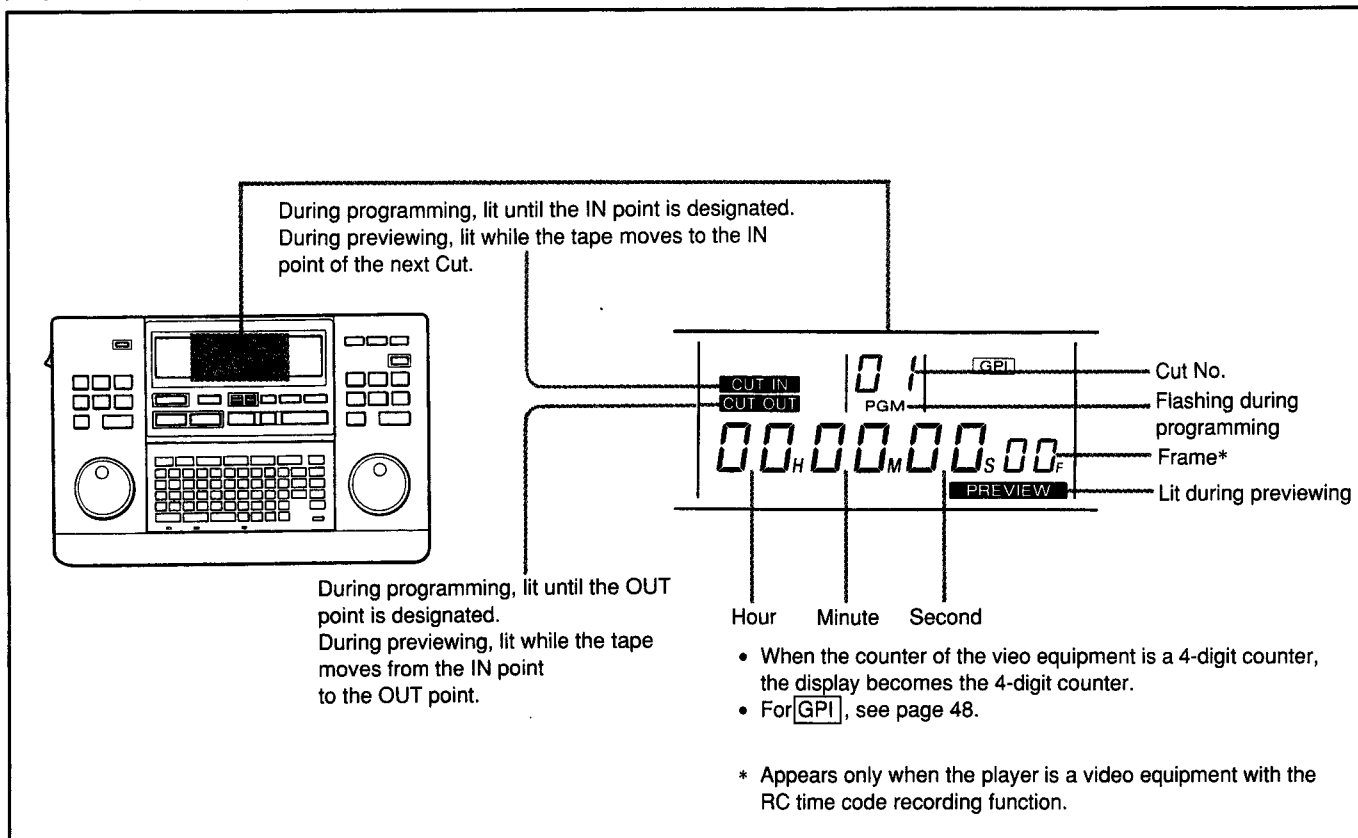 During programming, lit until the IN point is designated.
During previewing, lit while the tape moves to the IN
point of the next Cut.
CUT IN
CUT OUT
01
PGM
GPI
00H00M00S00F
PREVIEW
Cut No.
Flashing during
programming
Frame*
Lit during previewing
During programming, lit until the OUT
point is designated.
During previewing, lit while the tape
moves from the IN point
to the OUT point.
Hour Minute Second
• When the counter of the vieo equipment is a 4-digit counter,
the display becomes the 4-digit counter.
• For GPI, see page 48.
* Appears only when the player is a video equipment with the
RC time code recording function.